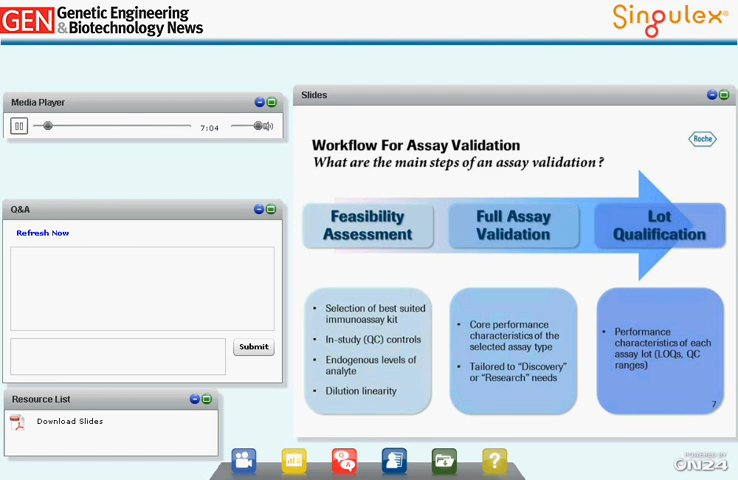 GEN Genetic Engineering
&Biotechnology News
Singulex®
Media Player
7:04
Q&A
Refresh Now
Submit
Resource List
Download Slides
Slides
Workflow For Assay Validation
What are the main steps of an assay validation?
Roche
Feasibility
Assessment
Full Assay
Validation
Lot
Qualification
• Selection of best suited
immunoassay kit
• In-study (QC) controls
• Endogenous levels of
analyte
• Dilution linearity
• Core performance
characteristics of the
selected assay type
• Tailored to “Discovery”
or “Research” needs
• Performance
characteristics of each
assay lot (LOQs, QC
ranges)
7
Q
A
?
POWERED BY
ON24